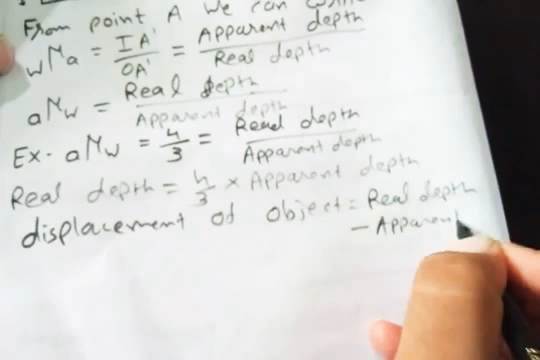 From point A we can
wμa = IA'/OA' = Apparent depth/Real depth
aμw = Real depth/Apparent depth
Ex- aμw = 4/3 = Real depth/Apparent depth
Real depth = 4/3 × Apparent depth
displacement of object = Real depth
- Apparent